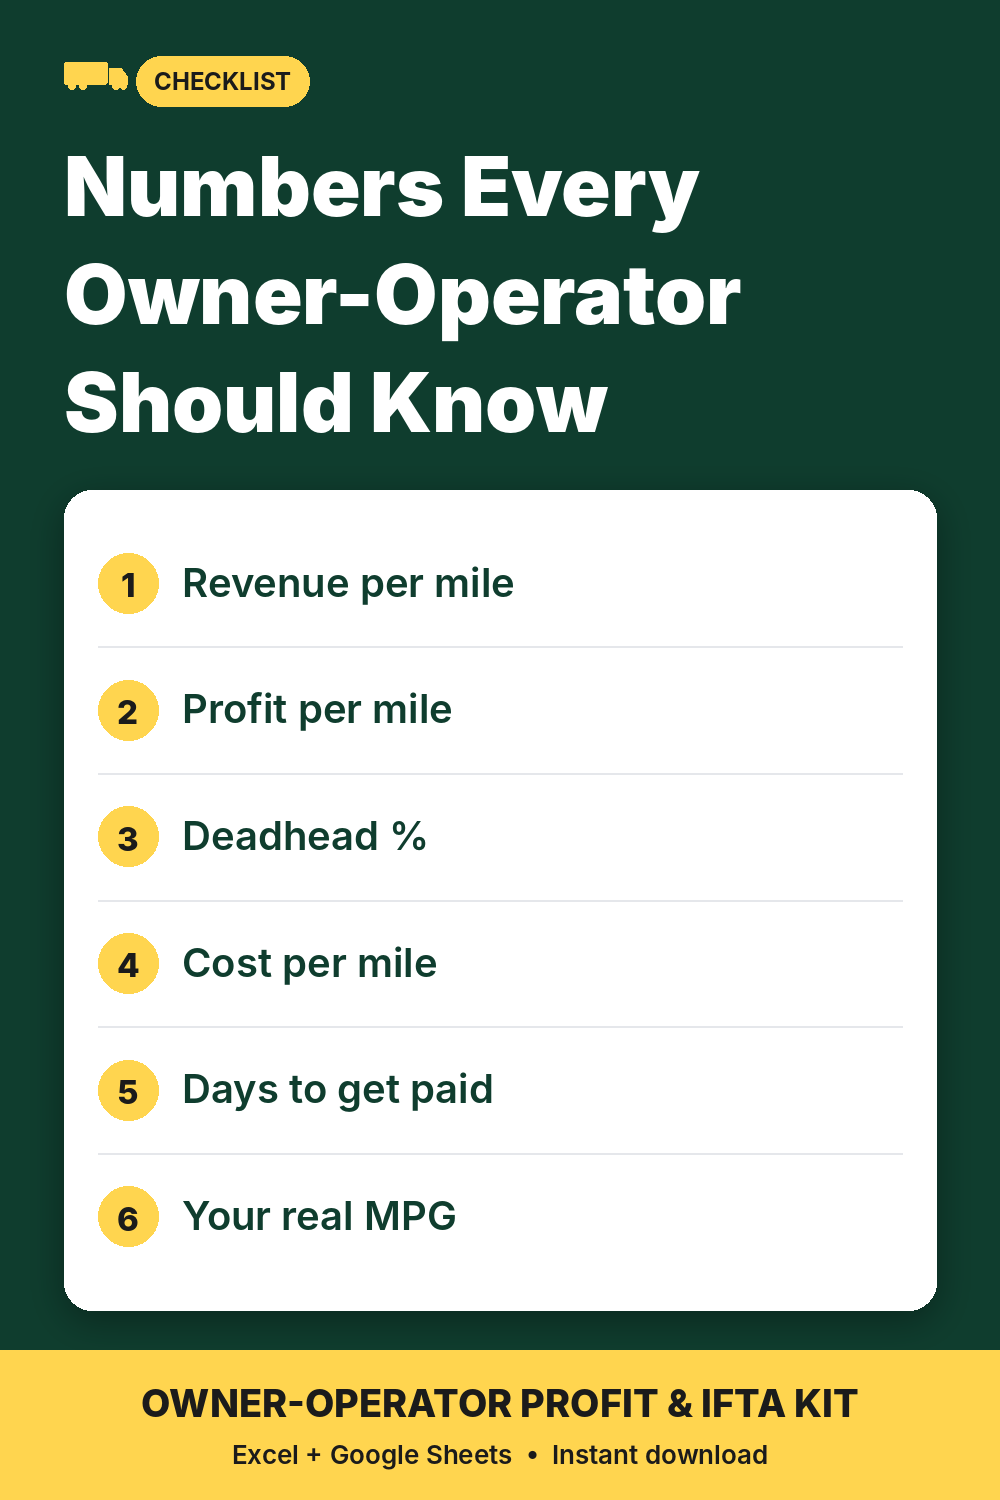 CHECKLIST
Numbers Every
Owner-Operator
Should Know
1 Revenue per mile
2 Profit per mile
3 Deadhead %
4 Cost per mile
5 Days to get paid
6 Your real MPG
OWNER-OPERATOR PROFIT & IFTA KIT
Excel + Google Sheets • Instant download